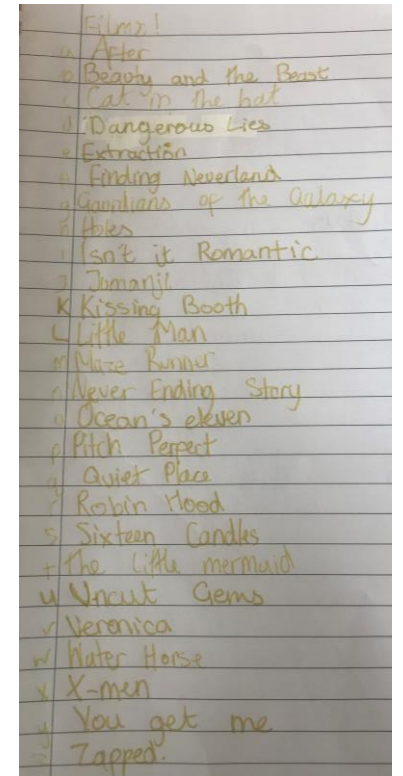 Films!
a After
b Beauty and the Beast
c Cat in the hat
d Dangerous Lies
e Extraction
f Finding Neverland
g Gaurdians of the Galaxy
h Holes
i Isn't it Romantic
J Jumanji
K Kissing Booth
L Little Man
m Maze Runner
n Never Ending Story
o Ocean's eleven
p Pitch Perfect
q Quiet Place
r Robin Hood
s Sixteen Candles
t The Little mermaid
u Uncut Gems
v Veronica
w Water Horse
x X-men
y You get me
z Zapped.